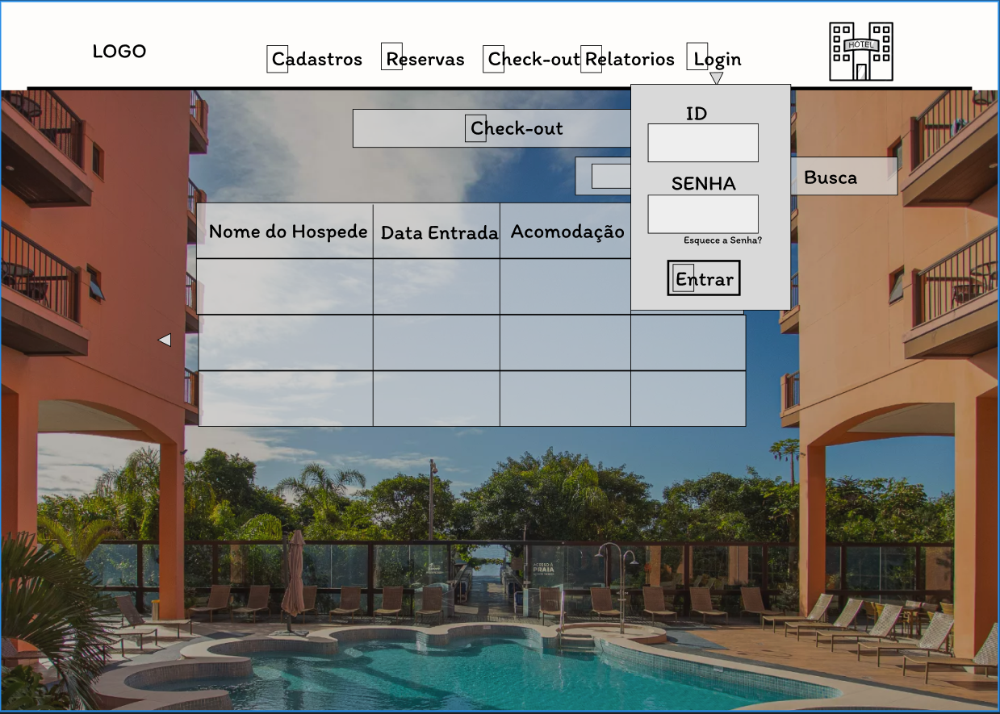 LOGO
Cadastros
Reservas
Check-out
Relatorios
Login
HOTEL
ID
Check-out
SENHA
Busca
Esquece a Senha?
Nome do Hospede
Data Entrada
Acomodação
Entrar
ACESSO À
PRAIA